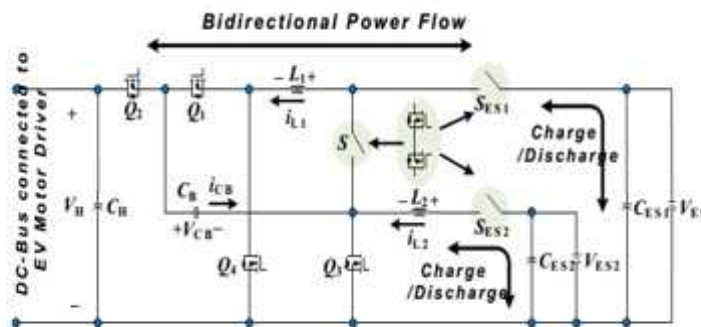 Bidirectional Power Flow
DC-Bus connected to
EV Motor Driver
+
Q2
Q1
− L1 +
iL1
SES1
Charge
/Discharge
S
CB
iCB
+VCB−
− L2 +
iL2
SES2
VH
CH
Q4
Q3
Charge
/Discharge
CES2
VES2
CES1
−